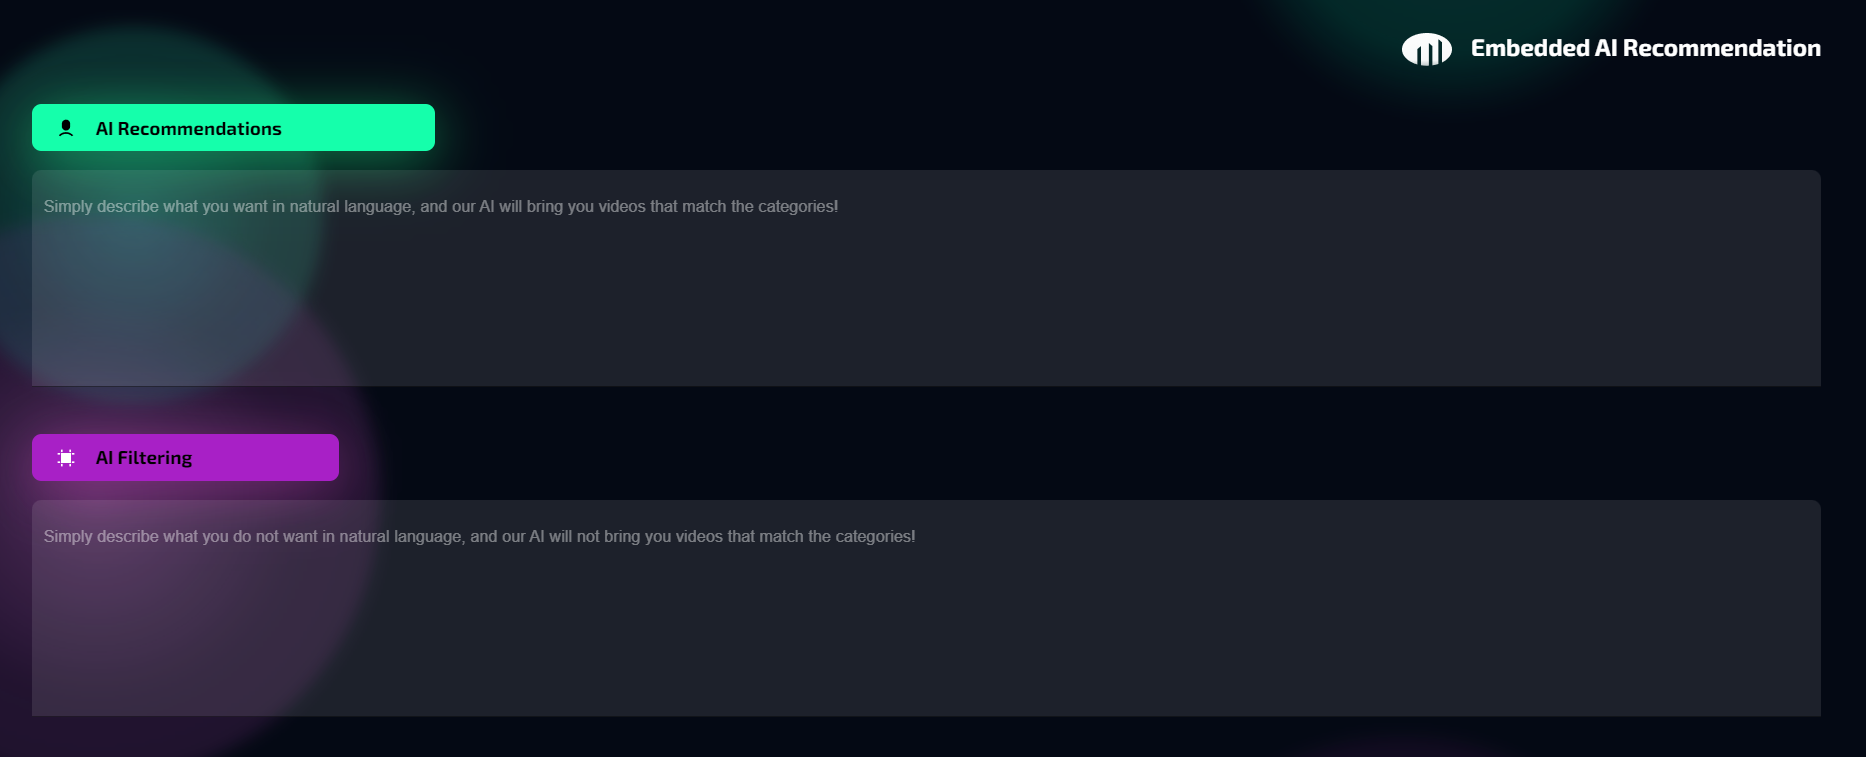 Embedded AI Recommendation
AI Recommendations
Simply describe what you want in natural language, and our AI will bring you videos that match the categories!
AI Filtering
Simply describe what you do not want in natural language, and our AI will not bring you videos that match the categories!